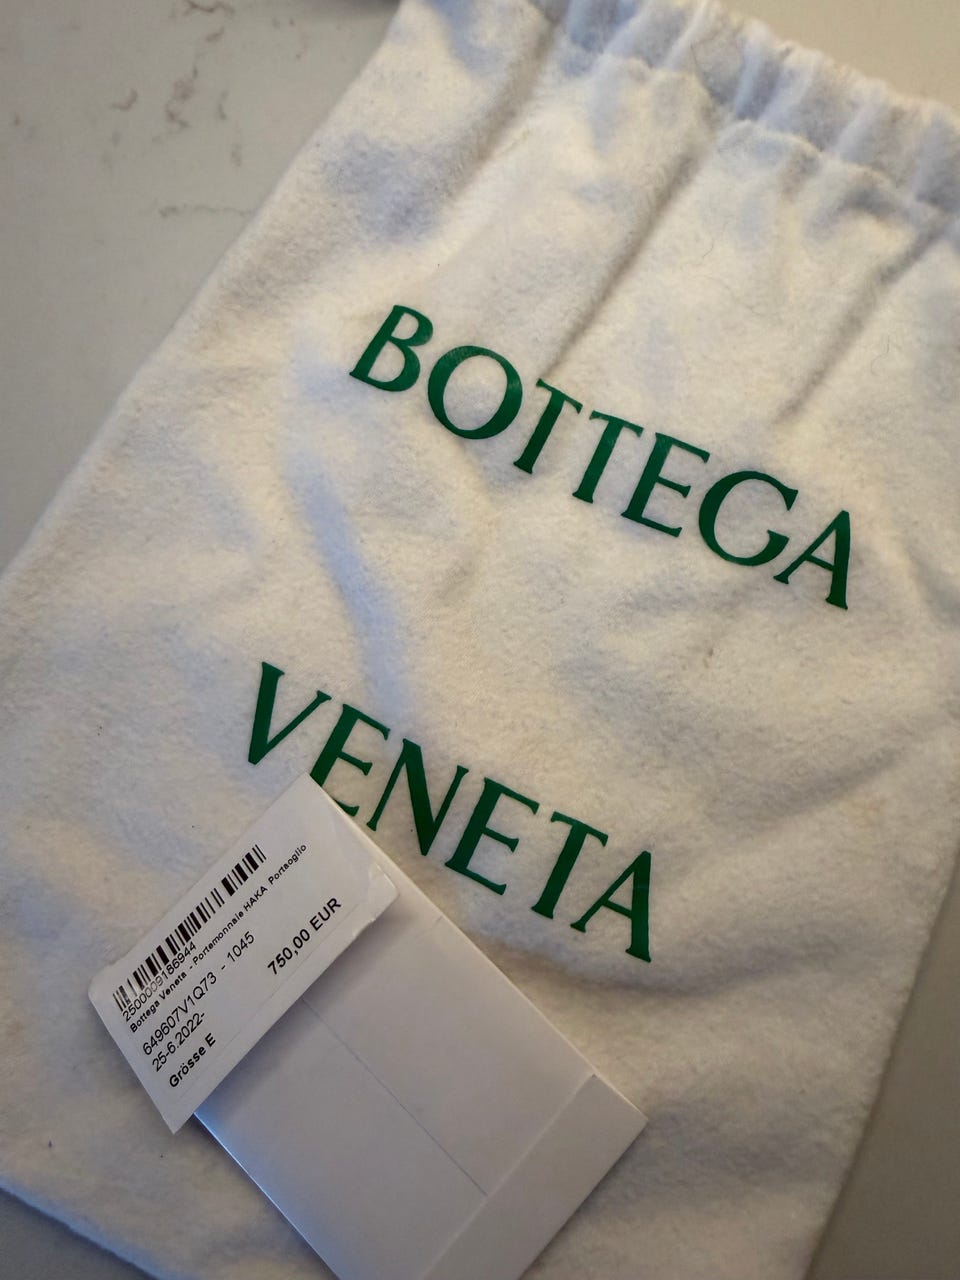 BOTTEGA
VENETA
2500009186944
Bottega Veneta - Portemonnaie HAKA Portaoglio
649607V1Q73 - 1045
25-6.2022-
750,00 EUR
Grösse E